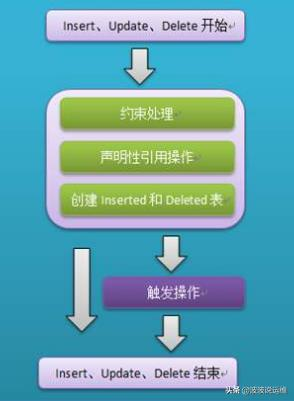 Insert、Update、Delete 开始
约束处理
声明性引用操作
创建 Inserted 和 Deleted 表
触发操作
Insert、Update、Delete 结束
头条 @波波说运维